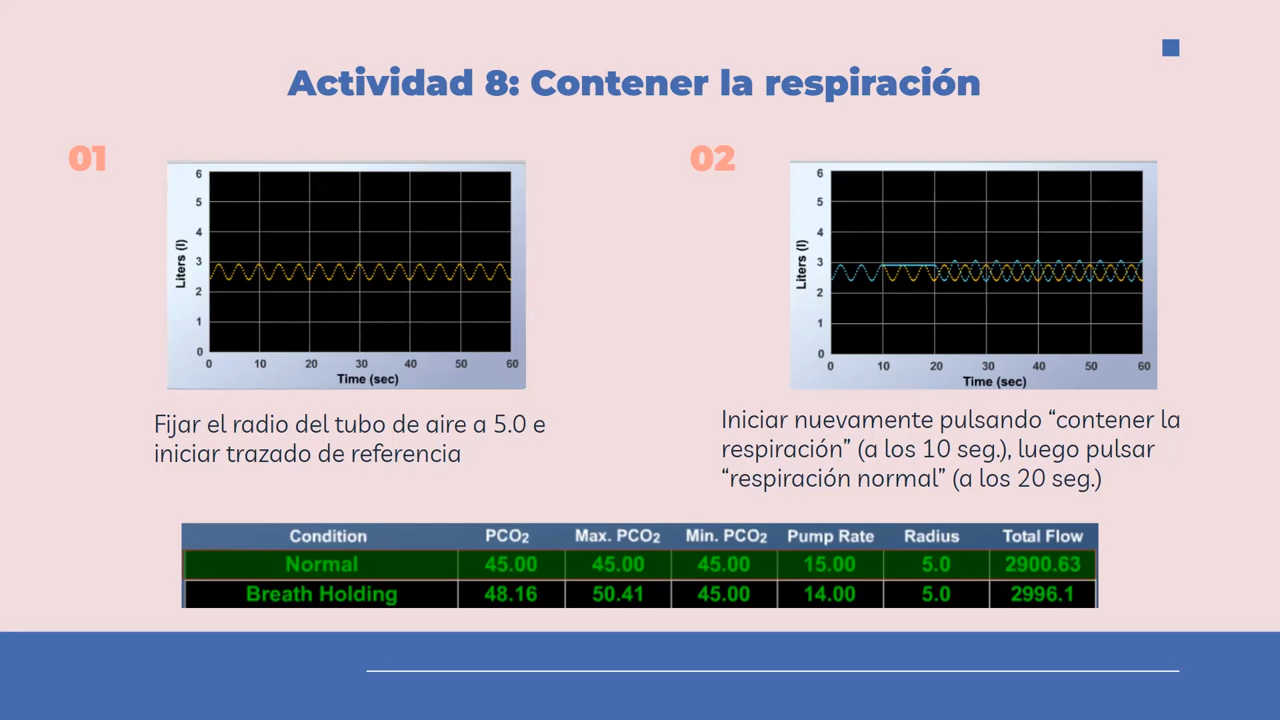 Actividad 8: Contener la respiración
01
6
5
4
3
2
1
0
Liters (l)
0 10 20 30 40 50 60
Time (sec)
Fijar el radio del tubo de aire a 5.0 e
iniciar trazado de referencia
02
6
5
4
3
2
1
0
Liters (l)
0 10 20 30 40 50 60
Time (sec)
Iniciar nuevamente pulsando “contener la
respiración” (a los 10 seg.), luego pulsar
“respiración normal” (a los 20 seg.)
Condition PCO₂ Max. PCO₂ Min. PCO₂ Pump Rate Radius Total Flow
Normal 45.00 45.00 45.00 15.00 5.0 2900.63
Breath Holding 48.16 50.41 45.00 14.00 5.0 2996.1